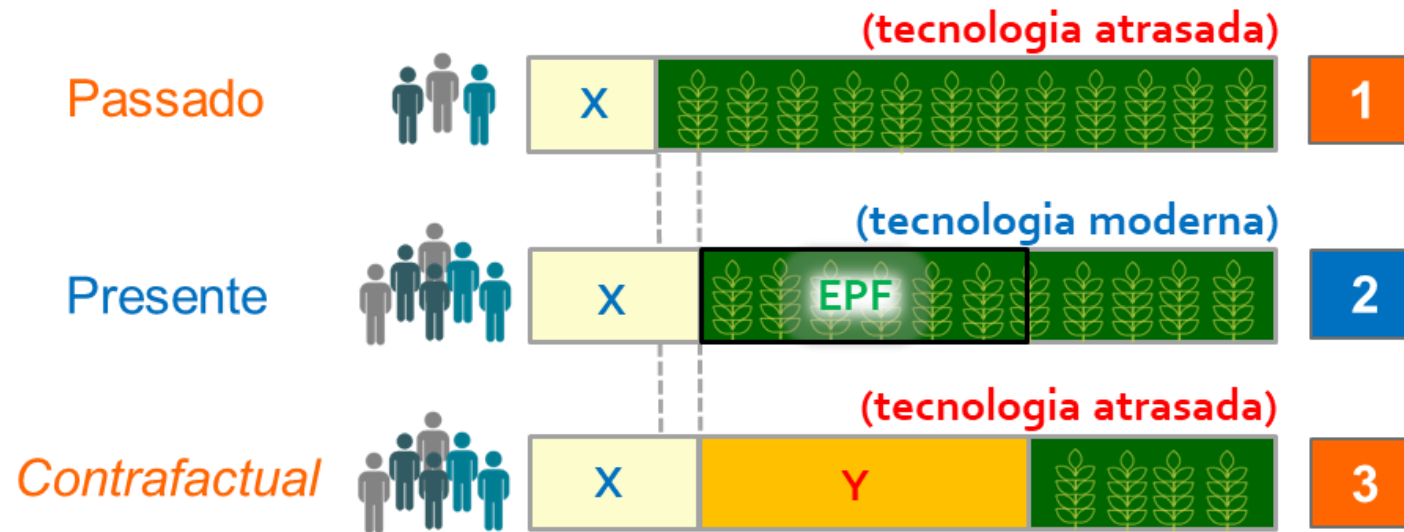 (tecnologia atrasada)
Passado X 1
(tecnologia moderna)
Presente X EPF 2
(tecnologia atrasada)
Contrafactual X Y 3